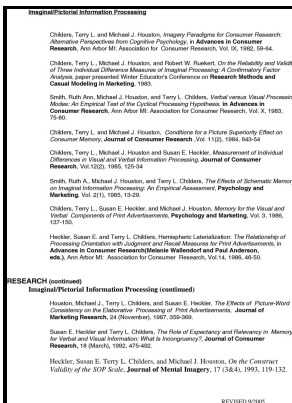 Imaginal/Pictorial Information Processing
Childers, Terry L. and Michael J. Houston, Imagery Paradigms for Consumer Research:
Alternative Perspectives from Cognitive Psychology, in Advances in Consumer
Research, Ann Arbor MI: Association for Consumer Research, Vol. IX, 1982, 59-64.
Childers, Terry L., Michael J. Houston, and Robert W. Ruekert, On the Reliability and Validity
of Three Individual Difference Measures of Imaginal Processing: A Confirmatory Factor
Analysis, paper presented Winter Educator's Conference on Research Methods and
Casual Modeling in Marketing, 1983.
Smith, Ruth Ann, Michael J. Houston, and Terry L. Childers, Verbal versus Visual Processing
Modes: An Empirical Test of the Cyclical Processing Hypothesis, in Advances in
Consumer Research, Ann Arbor MI: Association for Consumer Research, Vol. X, 1983,
75-80.
Childers, Terry L. and Michael J. Houston, Conditions for a Picture Superiority Effect on
Consumer Memory, Journal of Consumer Research ,Vol. 11(2), 1984, 643-54
Childers, Terry L., Michael J. Houston and Susan E. Heckler, Measurement of Individual
Differences in Visual and Verbal Information Processing, Journal of Consumer
Research, Vol.12(2), 1985, 125-34.
Smith, Ruth A., Michael J. Houston, and Terry L. Childers, The Effects of Schematic Memory
on Imaginal Information Processing: An Empirical Assessment, Psychology and
Marketing, Vol. 2(1), 1985, 13-29.
Childers, Terry L., Susan E. Heckler, and Michael J. Houston, Memory for the Visual and
Verbal Components of Print Advertisements, Psychology and Marketing, Vol. 3, 1986,
137-150.
Heckler, Susan E. and Terry L. Childers, Hemispheric Laterialization: The Relationship of
Processing Orientation with Judgment and Recall Measures for Print Advertisements, in
Advances in Consumer Research(Melanie Wallendorf and Paul Anderson,
eds.), Ann Arbor MI: Association for Consumer Research, Vol.14, 1986, 46-50.
RESEARCH (continued)
Imaginal/Pictorial Information Processing (continued)
Houston, Michael J., Terry L. Childers, and Susan E. Heckler, The Effects of Picture-Word
Consistency on the Elaborative Processing of Print Advertisements, Journal of
Marketing Research, 24 (November), 1987, 359-369.
Susan E. Heckler and Terry L. Childers, The Role of Expectancy and Relevancy in Memory
for Verbal and Visual Information: What Is Incongruency?, Journal of Consumer
Research, 18 (March), 1992, 475-492.
Heckler, Susan E. Terry L. Childers, and Michael J. Houston, On the Construct
Validity of the SOP Scale, Journal of Mental Imagery, 17 (3&4), 1993, 119-132.
REVISED 9/2005